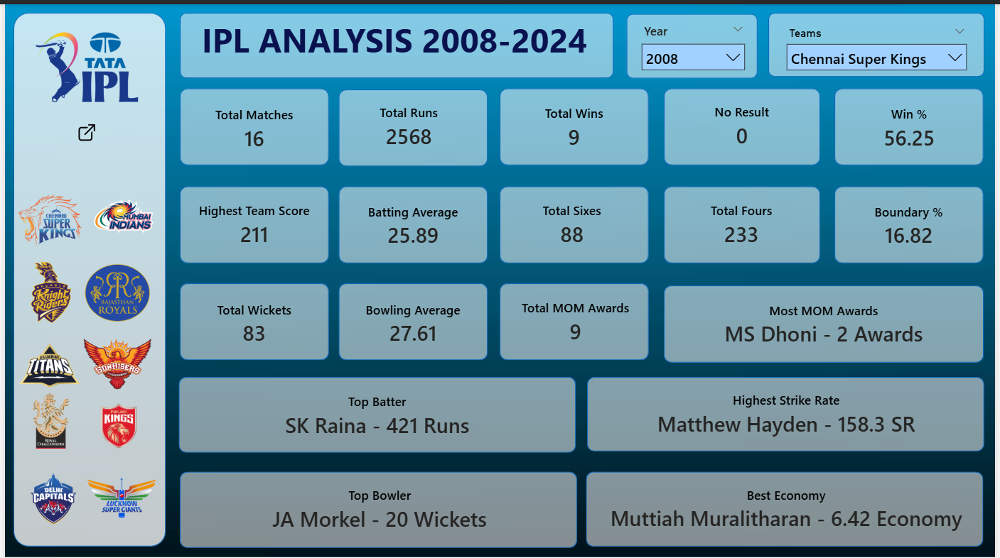 IPL ANALYSIS 2008-2024
Year
2008
Teams
Chennai Super Kings
TATA
IPL
Total Matches
16
Total Runs
2568
Total Wins
9
No Result
0
Win %
56.25
Highest Team Score
211
Batting Average
25.89
Total Sixes
88
Total Fours
233
Boundary %
16.82
Total Wickets
83
Bowling Average
27.61
Total MOM Awards
9
Most MOM Awards
MS Dhoni - 2 Awards
Top Batter
SK Raina - 421 Runs
Highest Strike Rate
Matthew Hayden - 158.3 SR
Top Bowler
JA Morkel - 20 Wickets
Best Economy
Muttiah Muralitharan - 6.42 Economy
CHENNAI
SUPER
KINGS
MUMBAI
INDIANS
KOLKATA
Knight
Riders
RR
RAJASTHAN
ROYALS
GUJARAT
TITANS
SUNRISERS
ROYAL
CHALLENGERS
PUNJAB
KINGS
DELHI
CAPITALS
LUCKNOW
SUPER GIANTS